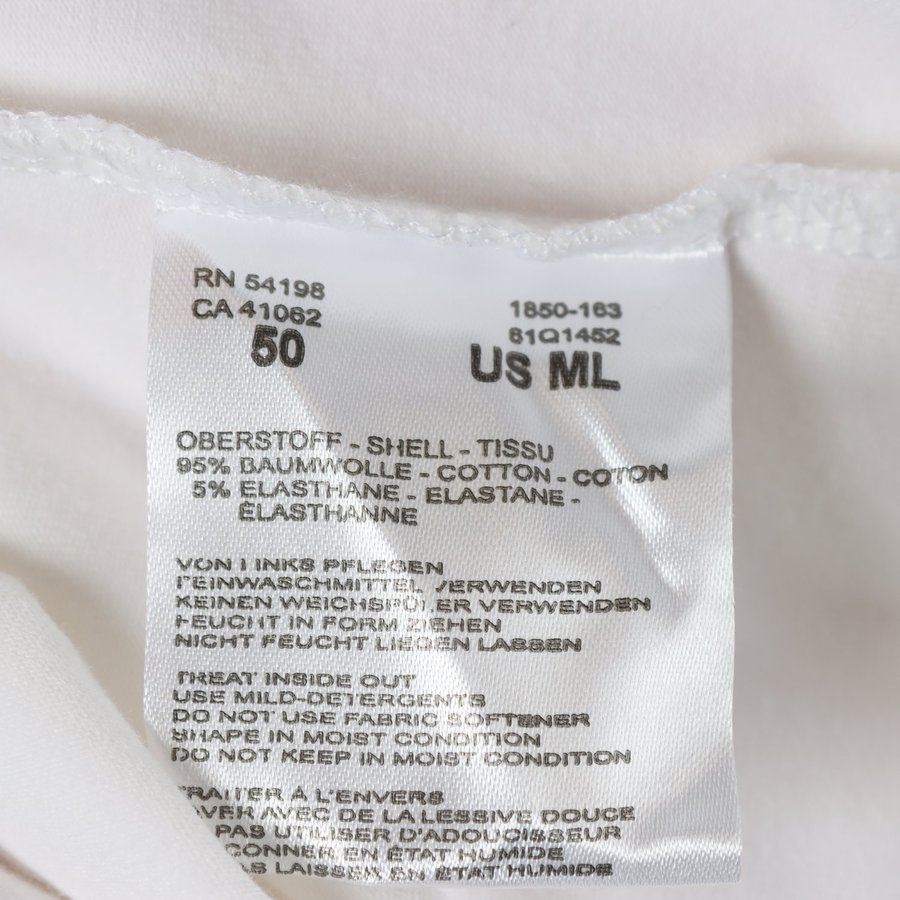 RN 54198
CA 41062
50
1850-163
81Q1452
US ML
OBERSTOFF - SHELL - TISSU
95% BAUMWOLLE - COTTON - COTON
5% ELASTHANE - ELASTANE -
ÉLASTHANNE
VON LINKS PFLEGEN
FEINWASCHMITTEL VERWENDEN
KEINEN WEICHSPÜLER VERWENDEN
FEUCHT IN FORM ZIEHEN
NICHT FEUCHT LIEGEN LASSEN
TREAT INSIDE OUT
USE MILD-DETERGENTS
DO NOT USE FABRIC SOFTENER
SHAPE IN MOIST CONDITION
DO NOT KEEP IN MOIST CONDITION
TRAITER À L'ENVERS
AVEC DE LA LESSIVE DOUCE
PAS UTILISER D'ADOUCISSEUR
EN ÉTAT HUMIDE
LAISSER EN ÉTAT HUMIDE